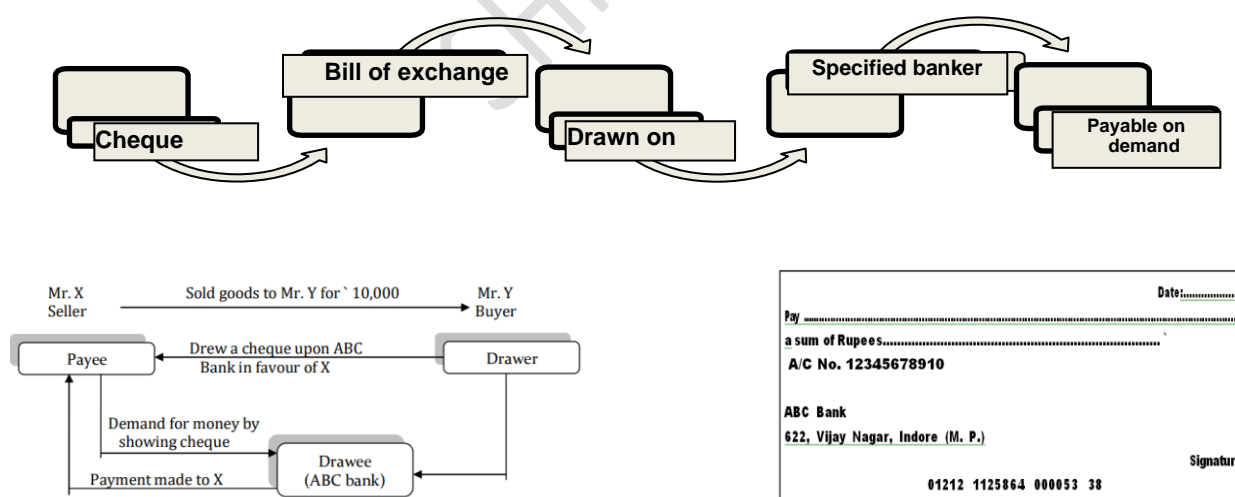 Bill of exchange
Specified banker
Cheque
Drawn on
Payable on
demand
Mr. X
Seller
Sold goods to Mr. Y for ` 10,000
Mr. Y
Buyer
Payee
Drew a cheque upon ABC
Bank in favour of X
Drawer
Demand for money by
showing cheque
Drawee
(ABC bank)
Payment made to X
Date:..................
Pay ....................................................................................................
a sum of Rupees.................................................................. `
A/C No. 12345678910
ABC Bank
622, Vijay Nagar, Indore (M. P.)
Signatur
01212 1125864 000053 38